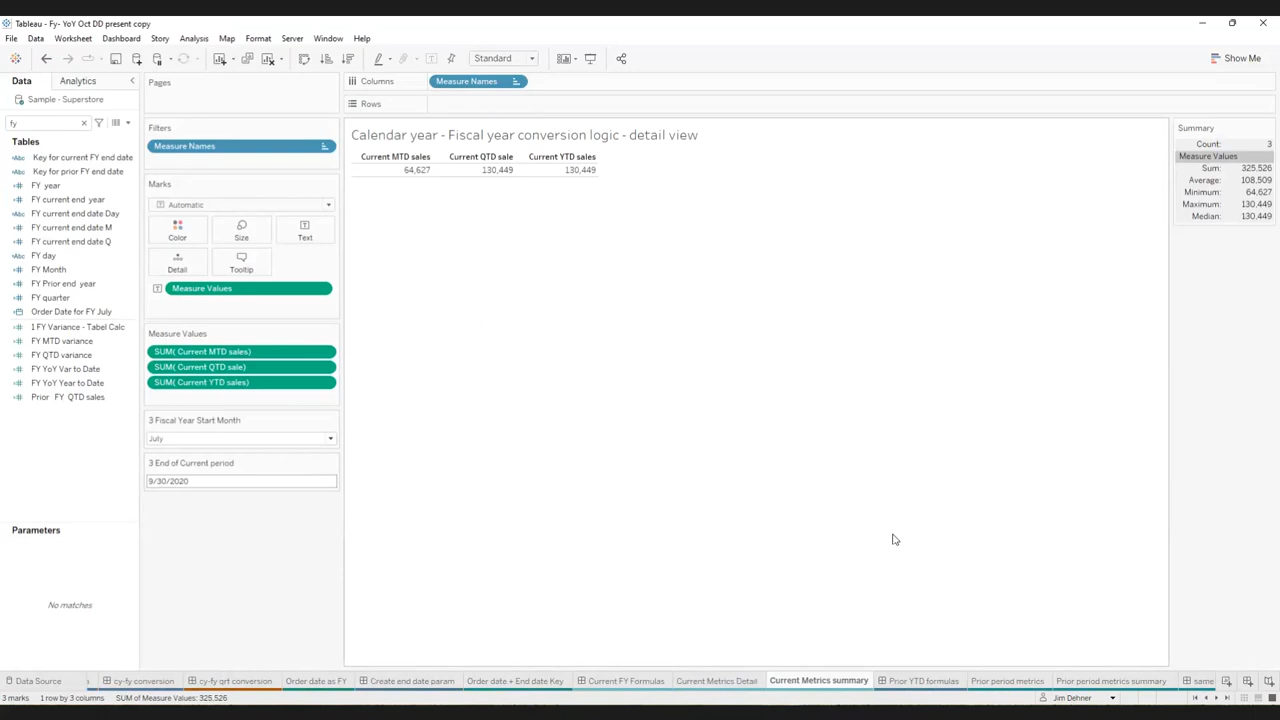 Tableau - Fy- YoY Oct DD present copy
File Data Worksheet Dashboard Story Analysis Map Format Server Window Help
Standard
Show Me
Data Analytics
Sample - Superstore
fy
Tables
Key for current FY end date
Key for prior FY end date
FY year
FY current end year
FY current end date Day
FY current end date M
FY current end date Q
FY day
FY Month
FY Prior end year
FY quarter
Order Date for FY July
1 FY Variance - Tabel Calc
FY MTD variance
FY QTD variance
FY YoY Var to Date
FY YoY Year to Date
Prior FY QTD sales
Parameters
No matches
Pages
Filters
Measure Names
Marks
Automatic
Color Size Text
Detail Tooltip
Measure Values
Measure Values
SUM( Current MTD sales)
SUM( Current QTD sale)
SUM( Current YTD sales)
3 Fiscal Year Start Month
July
3 End of Current period
9/30/2020
Columns Measure Names
Rows
Calendar year - Fiscal year conversion logic - detail view
Current MTD sales Current QTD sale Current YTD sales
64,627 130,449 130,449
Summary
Count: 3
Measure Values
Sum: 325,526
Average: 108,509
Minimum: 64,627
Maximum: 130,449
Median: 130,449
Data Source cy-fy conversion cy-fy qrt conversion Order date as FY Create end date param Order date + End date Key Current FY Formulas Current Metrics Detail Current Metrics summary Prior YTD formulas Prior period metrics Prior period metrics summary same
3 marks 1 row by 3 columns SUM of Measure Values: 325,526 Jim Dehner